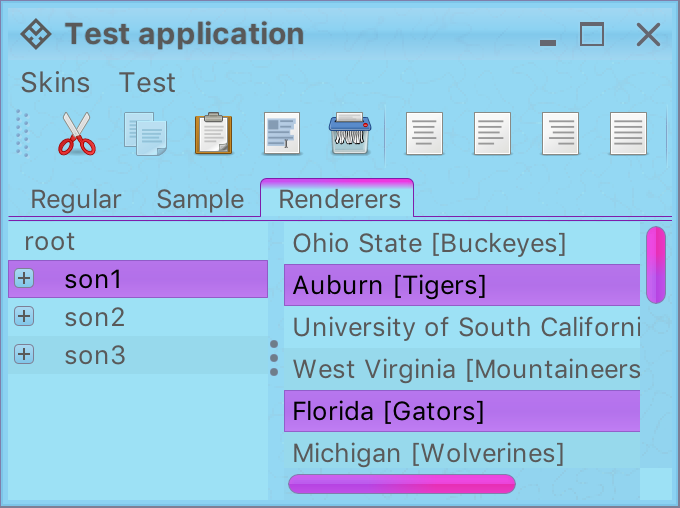 Test application
Skins Test
Regular Sample Renderers
root
son1
son2
son3
Ohio State [Buckeyes]
Auburn [Tigers]
University of South Californi
West Virginia [Mountaineers
Florida [Gators]
Michigan [Wolverines]